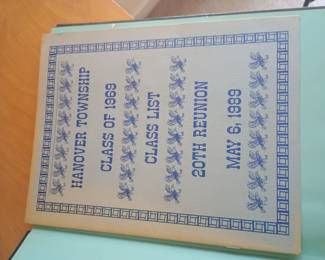 HANOVER TOWNSHIP
CLASS OF 1969
CLASS LIST
20TH REUNION
MAY 6, 1989